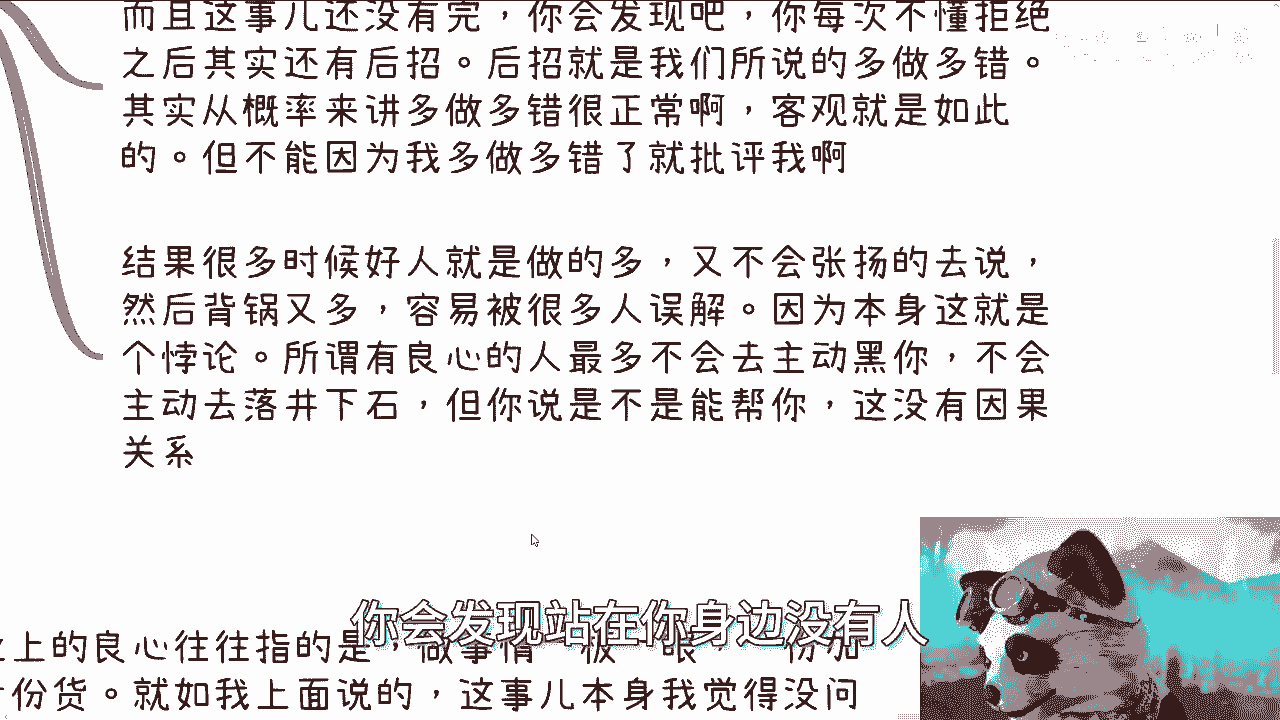 而且这事儿还没有完，你会发现吧，你每次不懂拒绝
之后其实还有后招。后招就是我们所说的多做多错。
其实从概率来讲多做多错很正常啊，客观就是如此
的。但不能因为我多做多错了就批评我啊
结果很多时候好人就是做的多，又不会张扬的去说，
然后背锅又多，容易被很多人误解。因为本身这就是
个悖论。所谓有良心的人最多不会去主动黑你，不会
主动去落井下石，但你说是不是能帮你，这没有因果
关系
你会发现站在你身边没有人
上的良心往往指的是，做事情
份货。就如我上面说的，这事儿本身我觉得没问